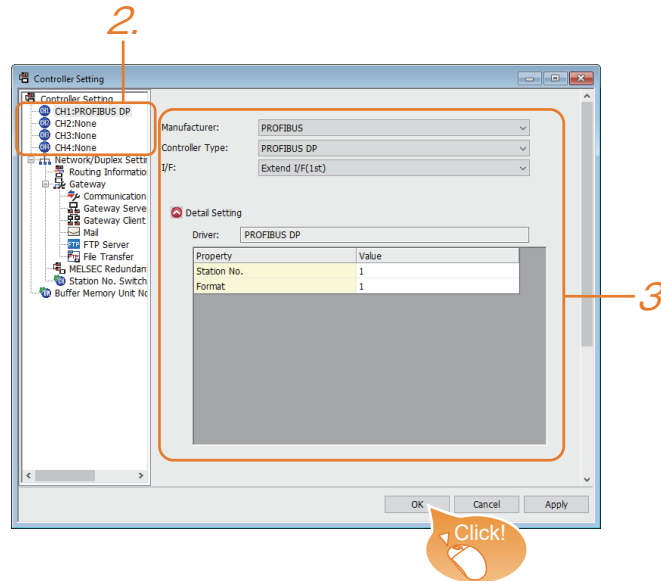 2.
Controller Setting
Controller Setting
CH1:PROFIBUS DP
CH2:None
CH3:None
CH4:None
Network/Duplex Settir
Routing Informatio
Gateway
Communication
Gateway Serve
Gateway Client
Mail
FTP FTP Server
File Transfer
MELSEC Redundan
Station No. Switch
Buffer Memory Unit No
Manufacturer: PROFIBUS
Controller Type: PROFIBUS DP
I/F: Extend I/F(1st)
Detail Setting
Driver: PROFIBUS DP
Property Value
Station No. 1
Format 1
3
OK Cancel Apply
Click!